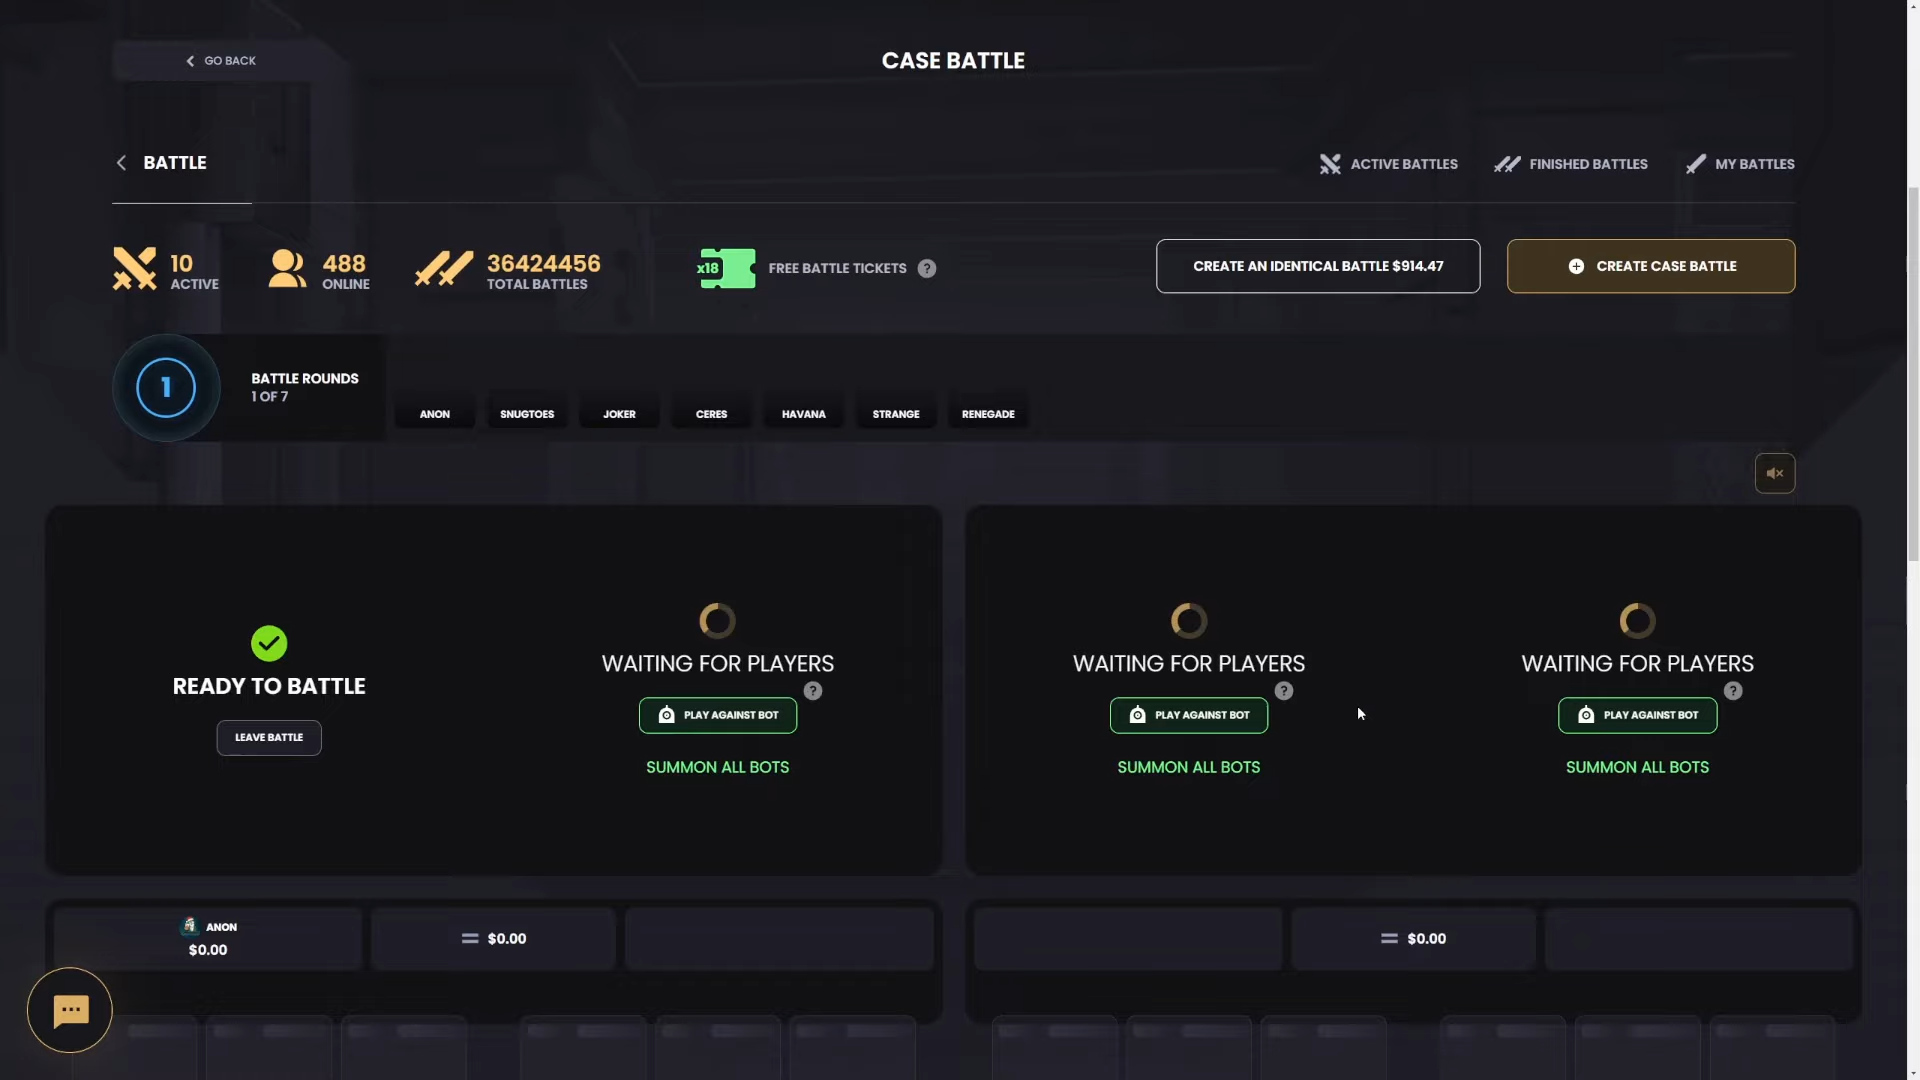 GO BACK
CASE BATTLE
BATTLE
ACTIVE BATTLES
FINISHED BATTLES
MY BATTLES
10
ACTIVE
488
ONLINE
36424456
TOTAL BATTLES
x18
FREE BATTLE TICKETS
?
CREATE AN IDENTICAL BATTLE $914.47
CREATE CASE BATTLE
1
BATTLE ROUNDS
1 OF 7
ANON
SNUGTOES
JOKER
CERES
HAVANA
STRANGE
RENEGADE
READY TO BATTLE
LEAVE BATTLE
WAITING FOR PLAYERS
?
PLAY AGAINST BOT
SUMMON ALL BOTS
WAITING FOR PLAYERS
?
PLAY AGAINST BOT
SUMMON ALL BOTS
WAITING FOR PLAYERS
?
PLAY AGAINST BOT
SUMMON ALL BOTS
ANON
$0.00
= $0.00
= $0.00